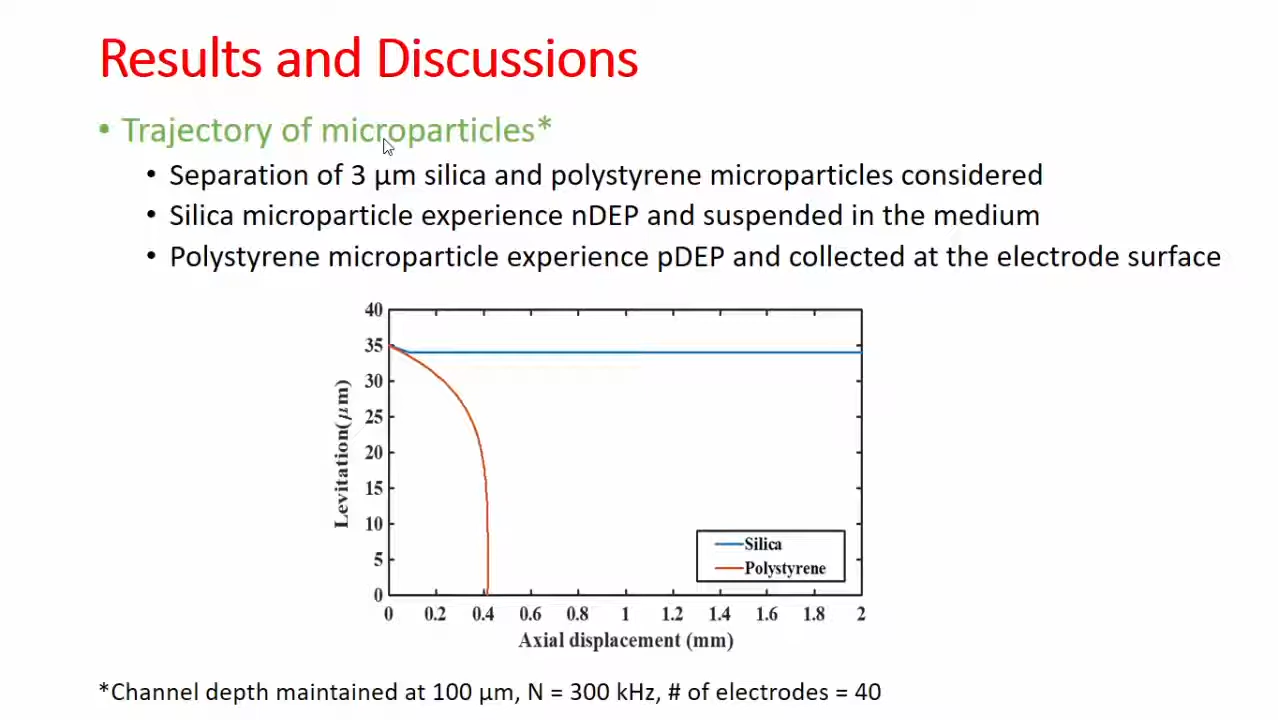 Results and Discussions
• Trajectory of microparticles*
• Separation of 3 μm silica and polystyrene microparticles considered
• Silica microparticle experience nDEP and suspended in the medium
• Polystyrene microparticle experience pDEP and collected at the electrode surface
40
35
30
25
20
15
10
5
0
Levitation(μm)
Silica
Polystyrene
0 0.2 0.4 0.6 0.8 1 1.2 1.4 1.6 1.8 2
Axial displacement (mm)
*Channel depth maintained at 100 μm, N = 300 kHz, # of electrodes = 40